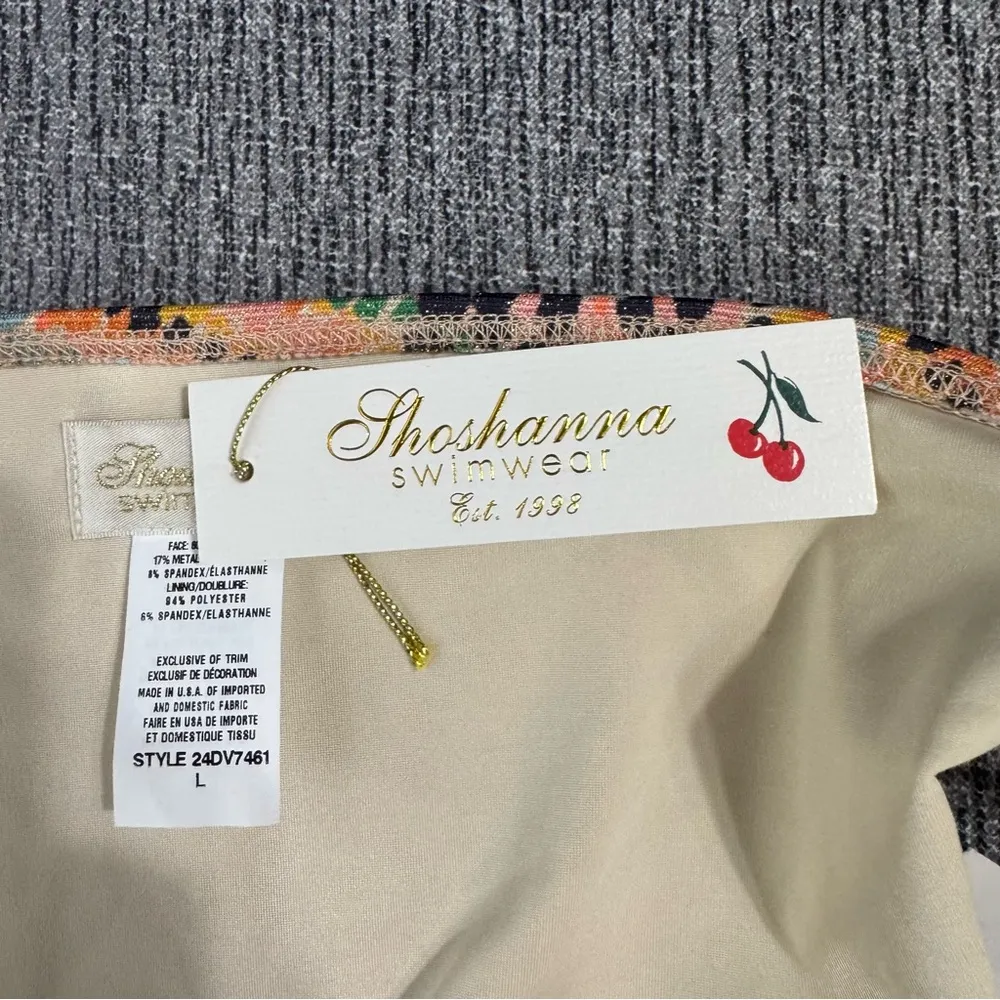 Shoshanna
swimwear
Est. 1998
FACE:
17% METAL
8% SPANDEX/ÉLASTHANNE
LINING/DOUBLURE:
94% POLYESTER
6% SPANDEX/ELASTHANNE
EXCLUSIVE OF TRIM
EXCLUSIF DE DÉCORATION
MADE IN U.S.A. OF IMPORTED
AND DOMESTIC FABRIC
FAIRE EN USA DE IMPORTE
ET DOMESTIQUE TISSU
STYLE 24DV7461
L